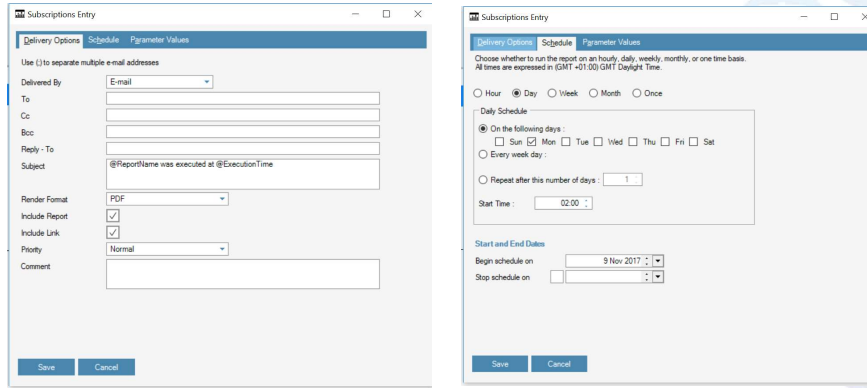 Subscriptions Entry
Delivery Options Schedule Parameter Values
Use (;) to separate multiple e-mail addresses
Delivered By E-mail
To
Cc
Bcc
Reply - To
Subject @ReportName was executed at @ExecutionTime
Render Format PDF
Include Report
Include Link
Priority Normal
Comment
Save Cancel
Subscriptions Entry
Delivery Options Schedule Parameter Values
Choose whether to run the report on an hourly, daily, weekly, monthly, or one time basis.
All times are expressed in (GMT +01:00) GMT Daylight Time.
Hour Day Week Month Once
Daily Schedule
On the following days :
Sun Mon Tue Wed Thu Fri Sat
Every week day :
Repeat after this number of days : 1
Start Time : 02:00
Start and End Dates
Begin schedule on 9 Nov 2017
Stop schedule on
Save Cancel